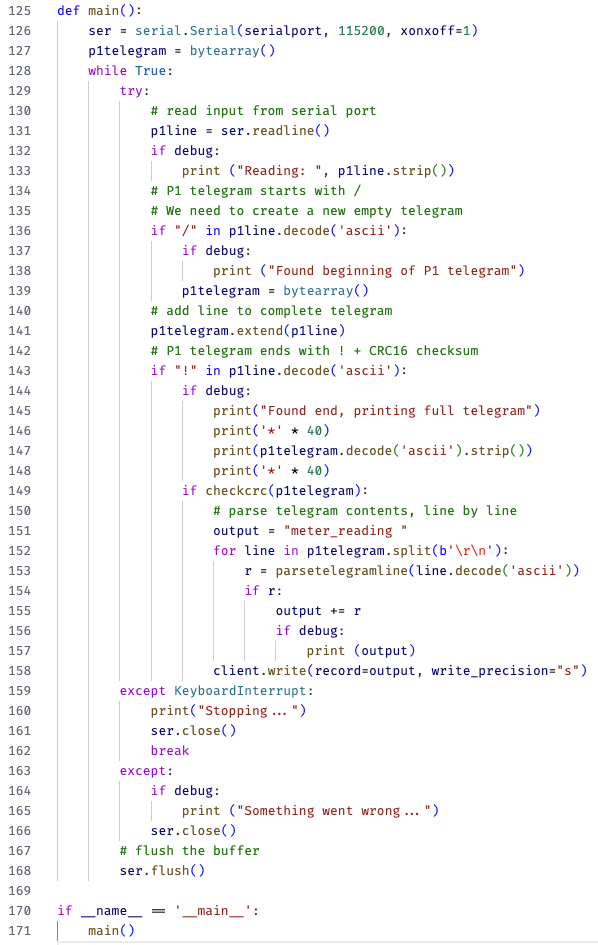 125 def main():
126     ser = serial.Serial(serialport, 115200, xonxoff=1)
127     p1telegram = bytearray()
128     while True:
129         try:
130             # read input from serial port
131             p1line = ser.readline()
132             if debug:
133                 print ("Reading: ", p1line.strip())
134             # P1 telegram starts with /
135             # We need to create a new empty telegram
136             if "/" in p1line.decode('ascii'):
137                 if debug:
138                     print ("Found beginning of P1 telegram")
139                 p1telegram = bytearray()
140             # add line to complete telegram
141             p1telegram.extend(p1line)
142             # P1 telegram ends with ! + CRC16 checksum
143             if "!" in p1line.decode('ascii'):
144                 if debug:
145                     print("Found end, printing full telegram")
146                     print('*' * 40)
147                     print(p1telegram.decode('ascii').strip())
148                     print('*' * 40)
149                 if checkcrc(p1telegram):
150                     # parse telegram contents, line by line
151                     output = "meter_reading "
152                     for line in p1telegram.split(b'\r\n'):
153                         r = parsetelegramline(line.decode('ascii'))
154                         if r:
155                             output += r
156                             if debug:
157                                 print (output)
158                     client.write(record=output, write_precision="s")
159         except KeyboardInterrupt:
160             print("Stopping...")
161             ser.close()
162             break
163         except:
164             if debug:
165                 print ("Something went wrong...")
166             ser.close()
167         # flush the buffer
168         ser.flush()
169
170 if __name__ == '__main__':
171     main()